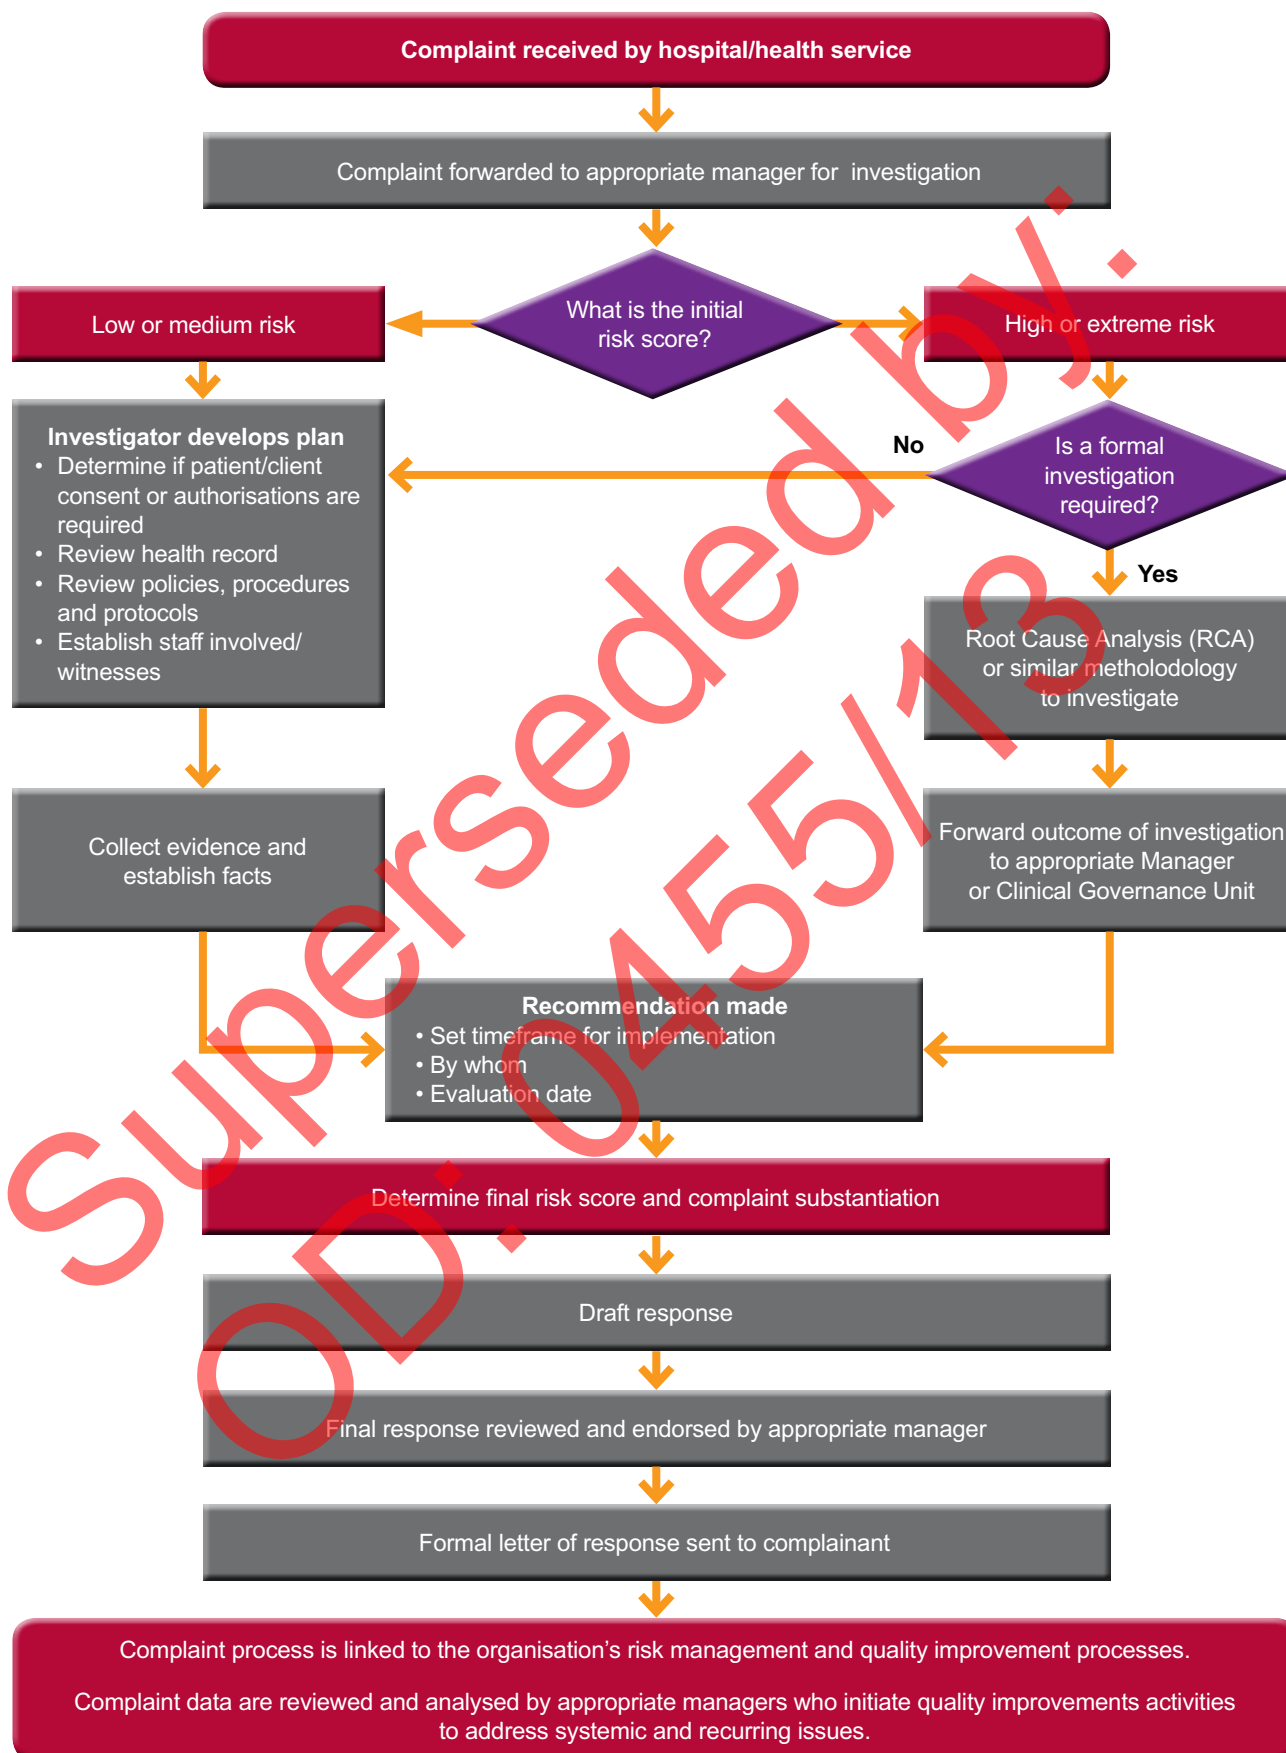 Complaint received by hospital/health service
Complaint forwarded to appropriate manager for investigation
What is the initial
risk score?
Low or medium risk
High or extreme risk
Investigator develops plan
• Determine if patient/client
consent or authorisations are
required
• Review health record
• Review policies, procedures
and protocols
• Establish staff involved/
witnesses
No
Is a formal
investigation
required?
Yes
Root Cause Analysis (RCA)
or similar metholodology
to investigate
Collect evidence and
establish facts
Forward outcome of investigation
to appropriate Manager
or Clinical Governance Unit
Recommendation made
• Set timeframe for implementation
• By whom
• Evaluation date
Determine final risk score and complaint substantiation
Draft response
Final response reviewed and endorsed by appropriate manager
Formal letter of response sent to complainant
Complaint process is linked to the organisation’s risk management and quality improvement processes.
Complaint data are reviewed and analysed by appropriate managers who initiate quality improvements activities
to address systemic and recurring issues.
Superseded by:
OD: 0455/13